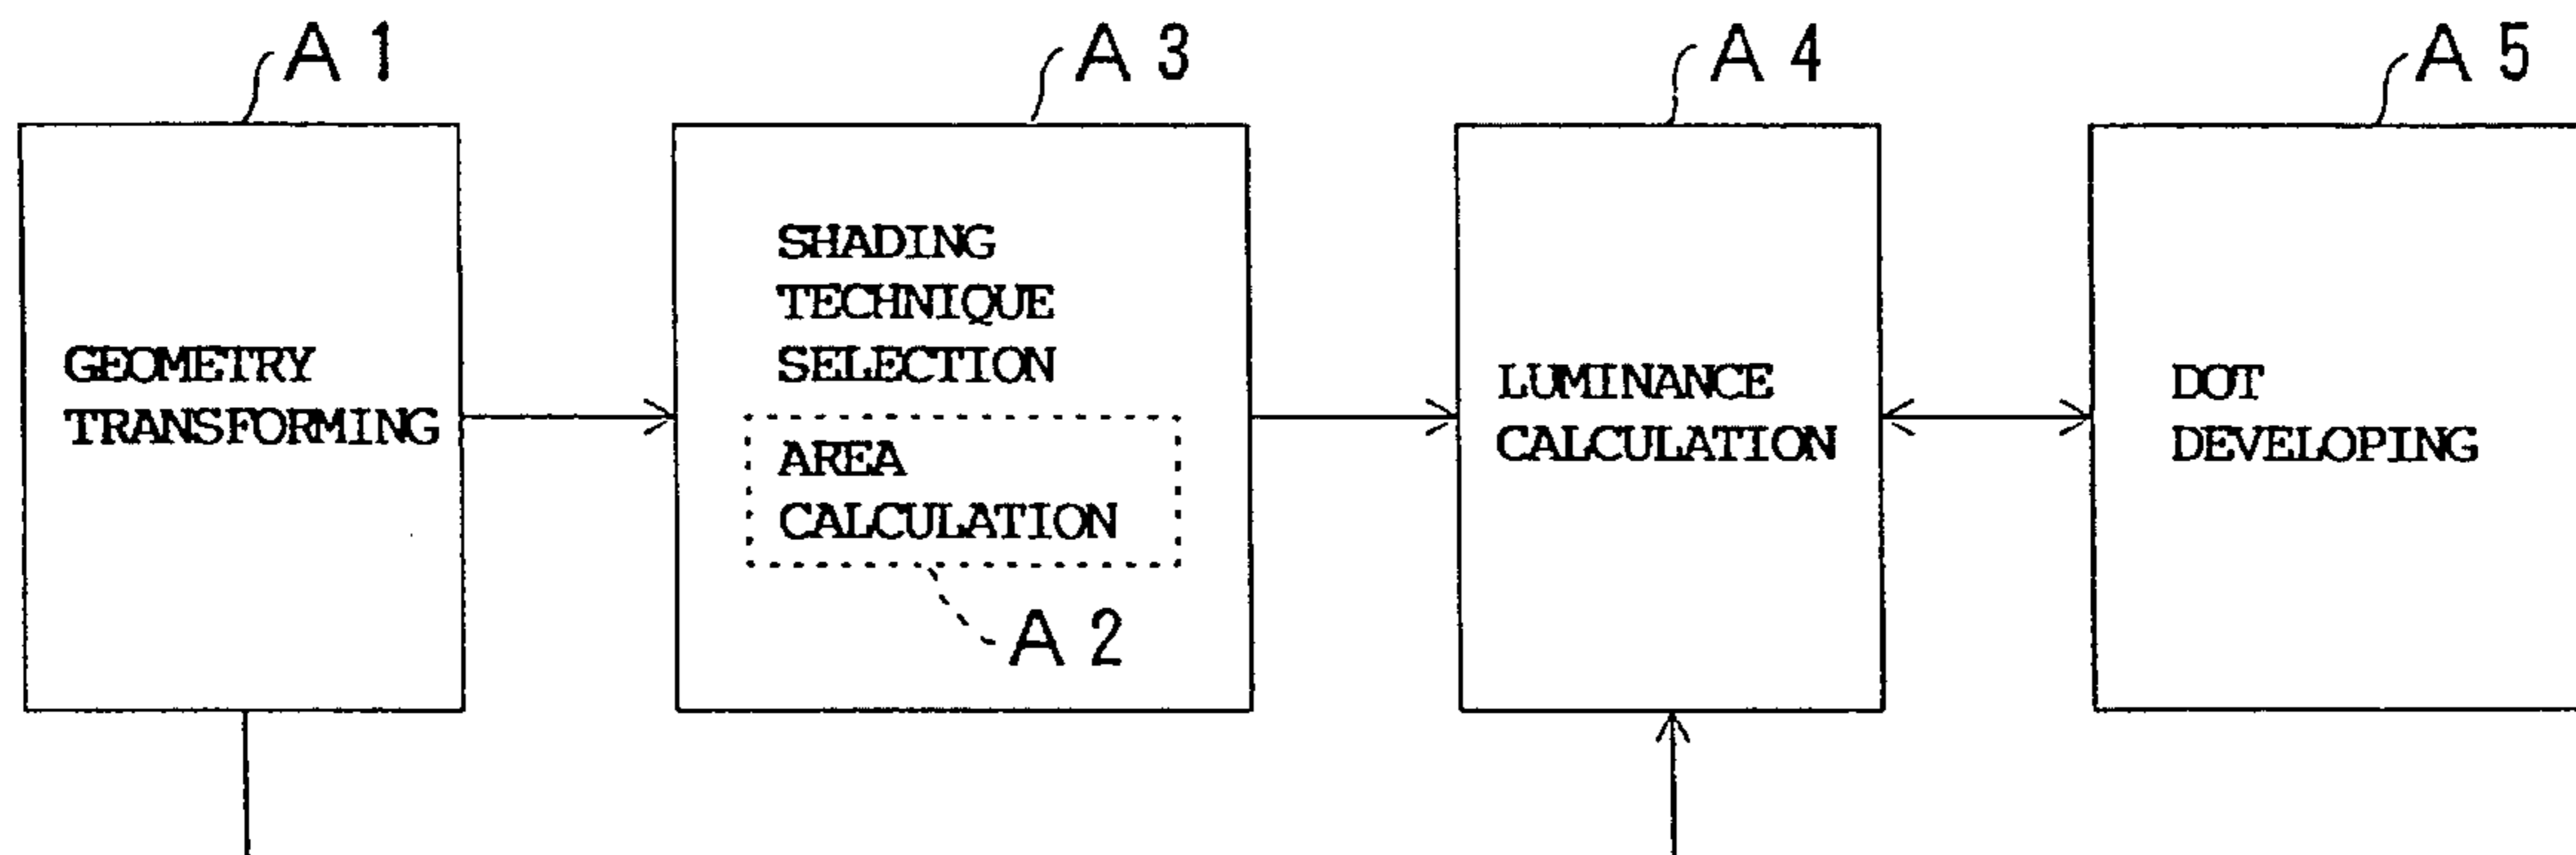 A1
A3
A4
A5
GEOMETRY
TRANSFORMING
SHADING
TECHNIQUE
SELECTION
AREA
CALCULATION
A2
LUMINANCE
CALCULATION
DOT
DEVELOPING